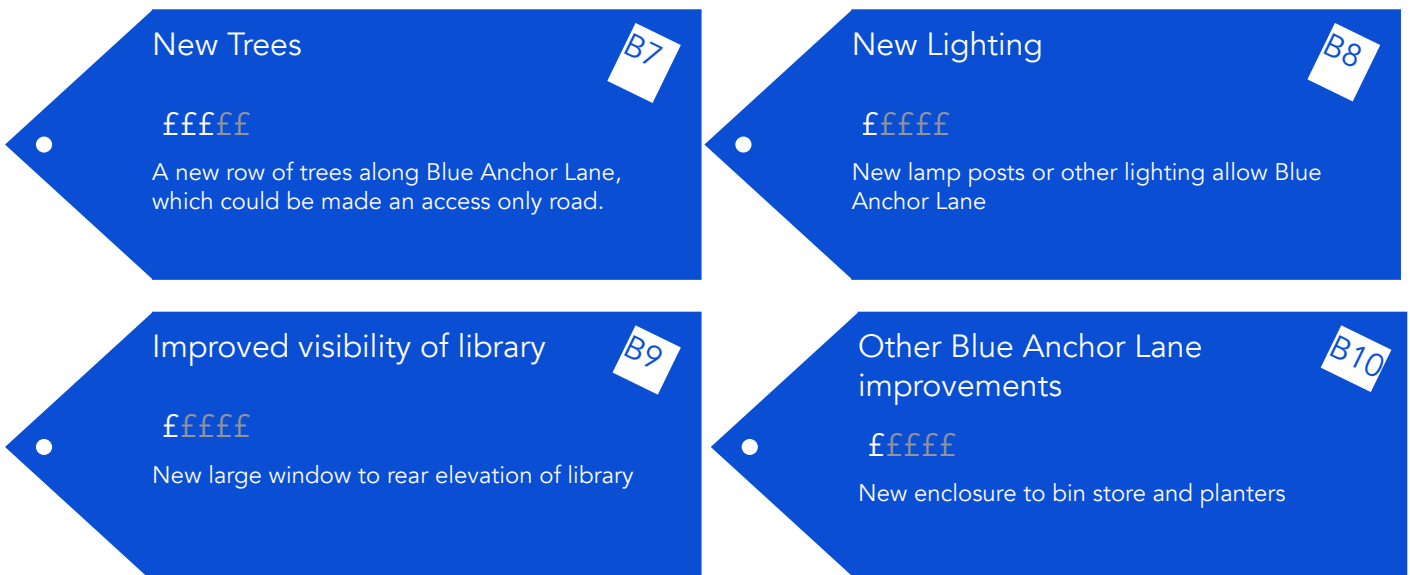 New Trees
B7
£££££
A new row of trees along Blue Anchor Lane,
which could be made an access only road.
New Lighting
B8
£££££
New lamp posts or other lighting allow Blue
Anchor Lane
Improved visibility of library
B9
£££££
New large window to rear elevation of library
Other Blue Anchor Lane
improvements
B10
£££££
New enclosure to bin store and planters